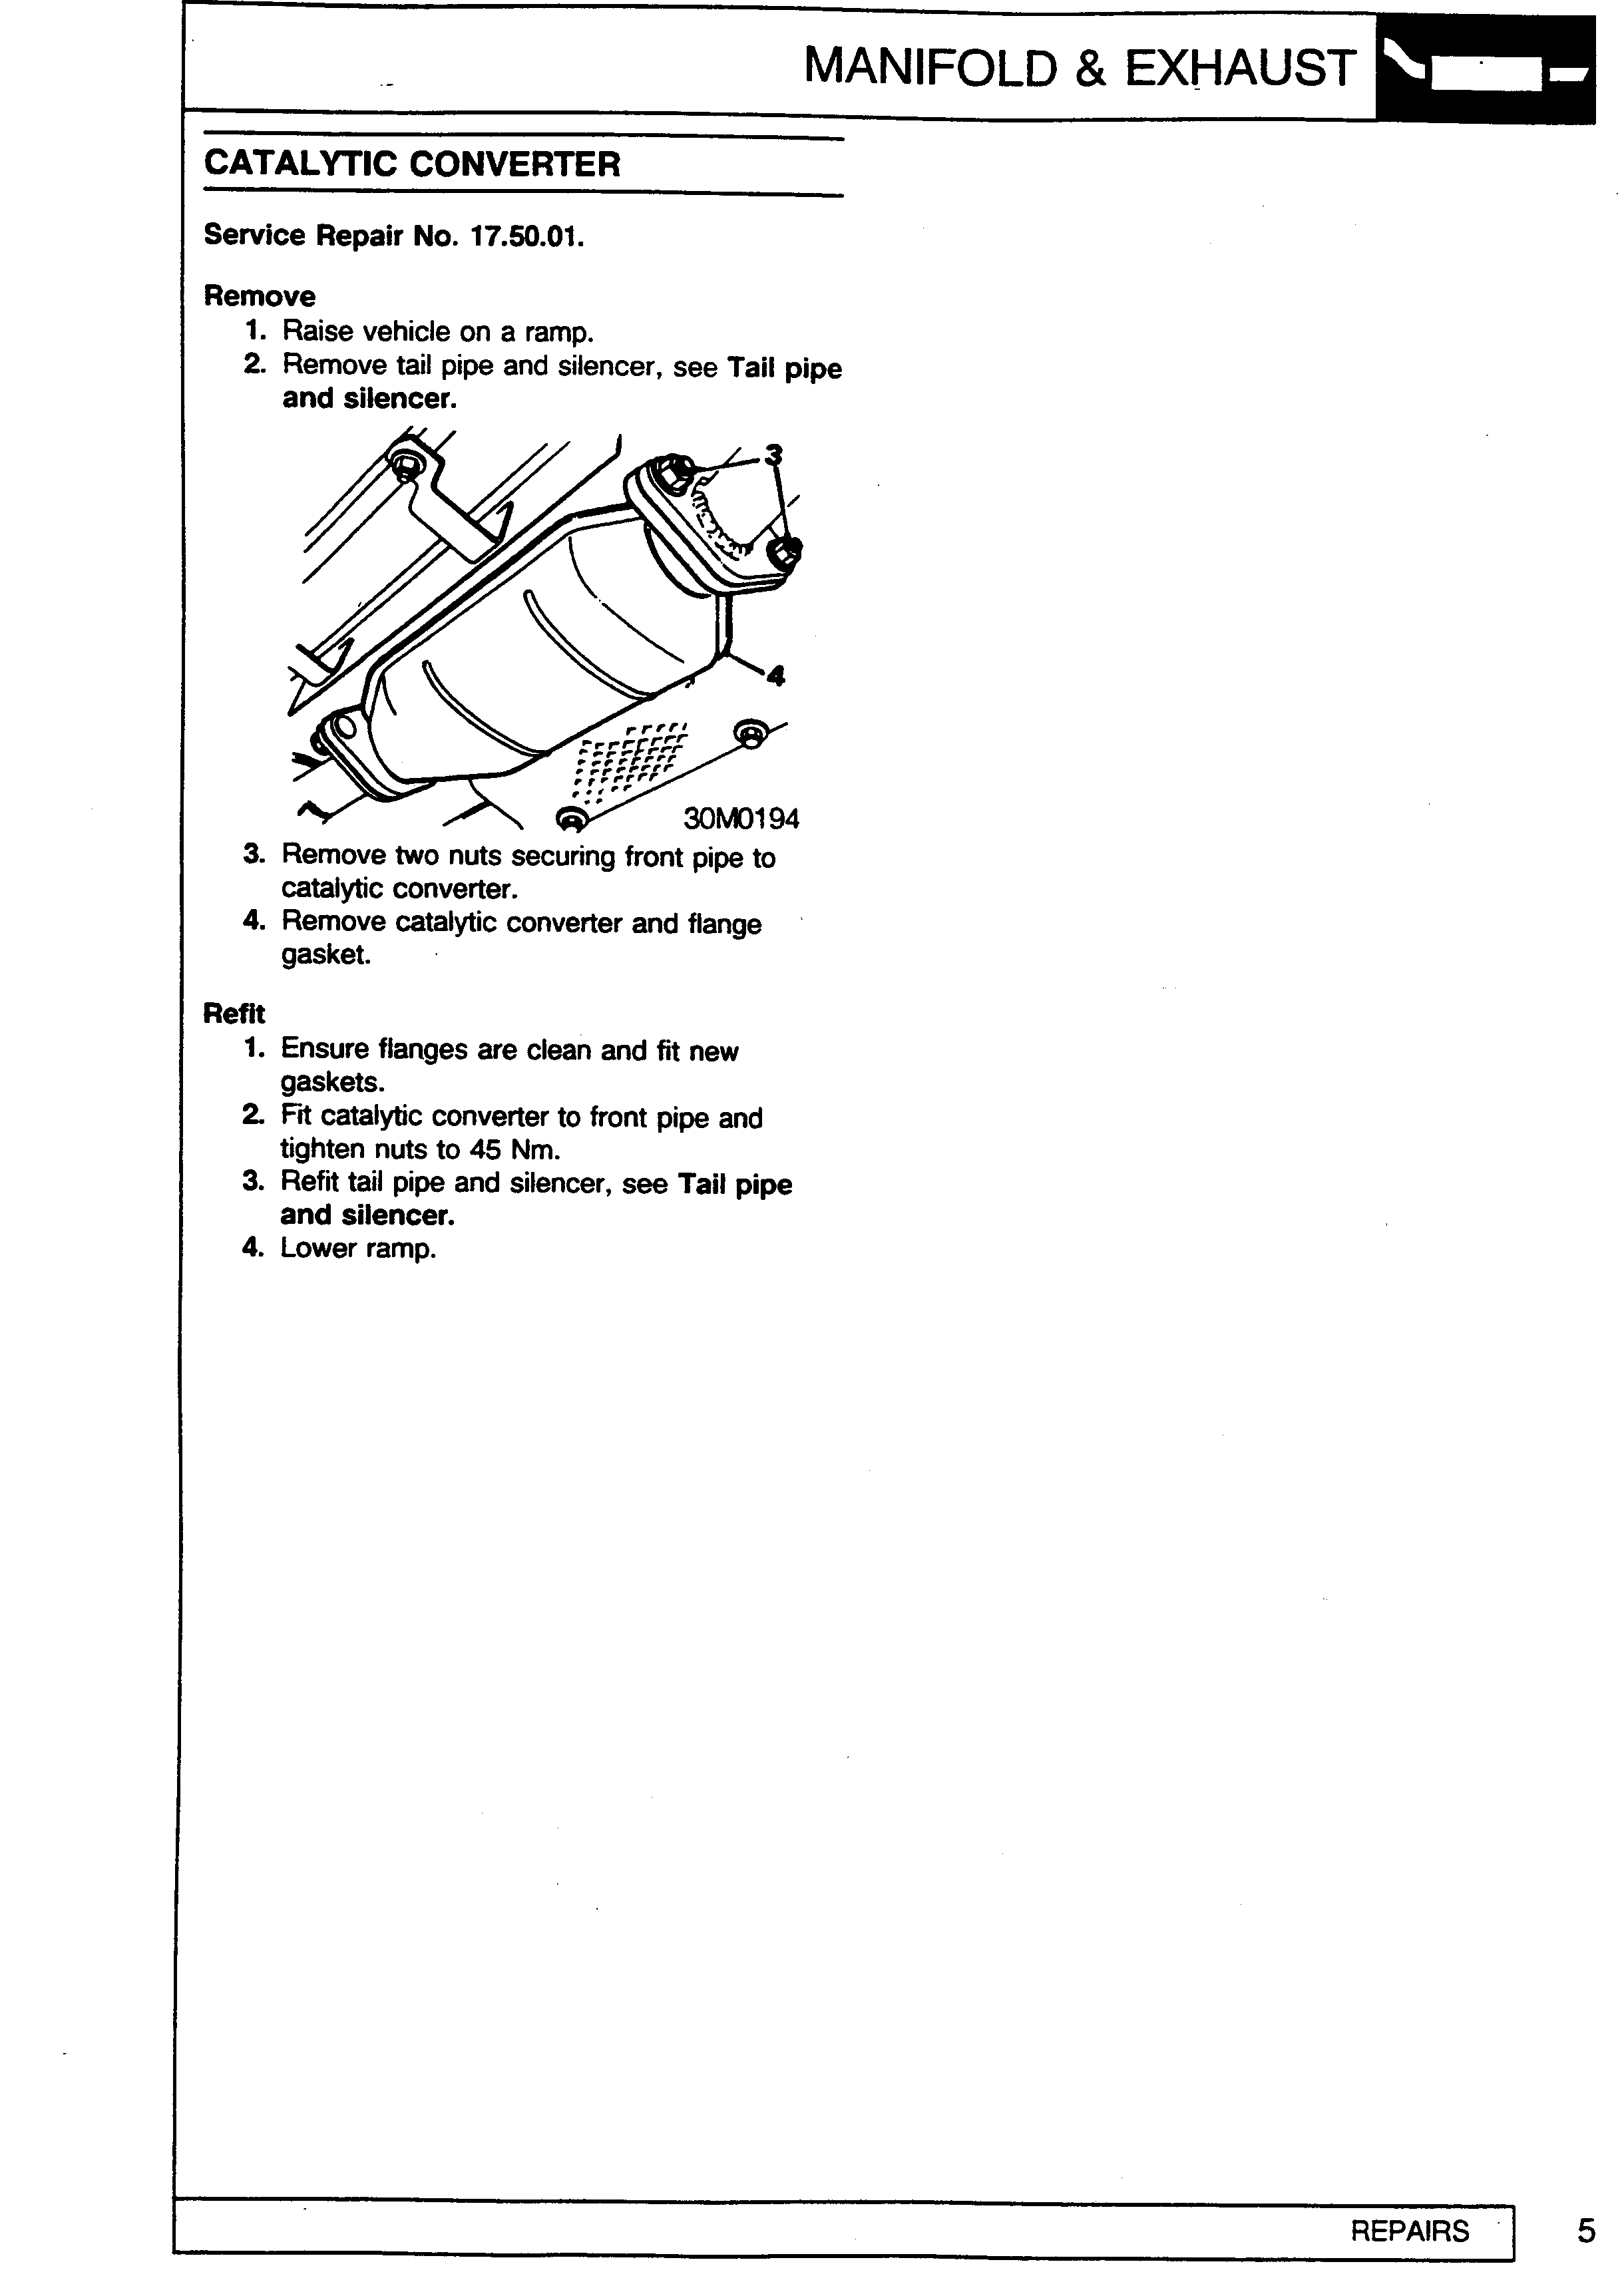 MANIFOLD & EXHAUST
CATALYTIC CONVERTER
Service Repair No. 17.50.01.
Remove
1. Raise vehicle on a ramp.
2. Remove tail pipe and silencer, see Tail pipe
and silencer.
3
4
30M0194
3. Remove two nuts securing front pipe to
catalytic converter.
4. Remove catalytic converter and flange
gasket.
Refit
1. Ensure flanges are clean and fit new
gaskets.
2. Fit catalytic converter to front pipe and
tighten nuts to 45 Nm.
3. Refit tail pipe and silencer, see Tail pipe
and silencer.
4. Lower ramp.
REPAIRS
5